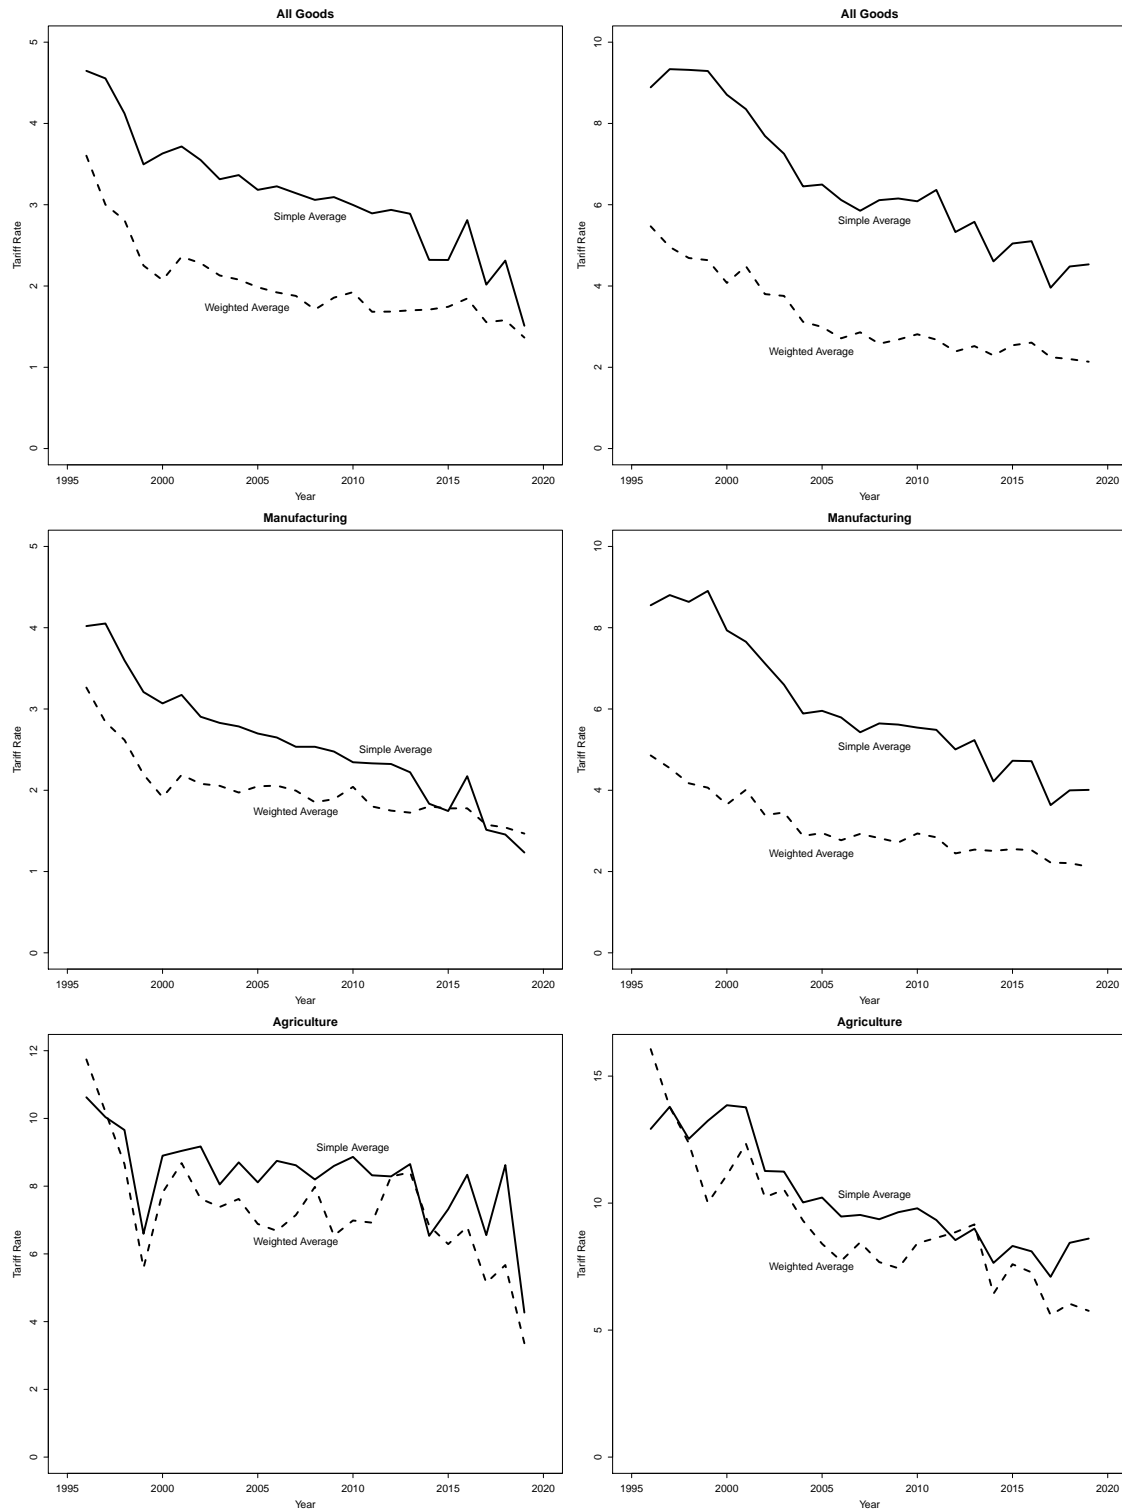 All Goods
5
4
3
2
1
0
Tariff Rate
Simple Average
Weighted Average
1995 2000 2005 2010 2015 2020
Year
All Goods
10
8
6
4
2
0
Tariff Rate
Simple Average
Weighted Average
1995 2000 2005 2010 2015 2020
Year
Manufacturing
5
4
3
2
1
0
Tariff Rate
Simple Average
Weighted Average
1995 2000 2005 2010 2015 2020
Year
Manufacturing
10
8
6
4
2
0
Tariff Rate
Simple Average
Weighted Average
1995 2000 2005 2010 2015 2020
Year
Agriculture
12
10
8
6
4
2
0
Tariff Rate
Simple Average
Weighted Average
1995 2000 2005 2010 2015 2020
Year
Agriculture
15
10
5
0
Tariff Rate
Simple Average
Weighted Average
1995 2000 2005 2010 2015 2020
Year